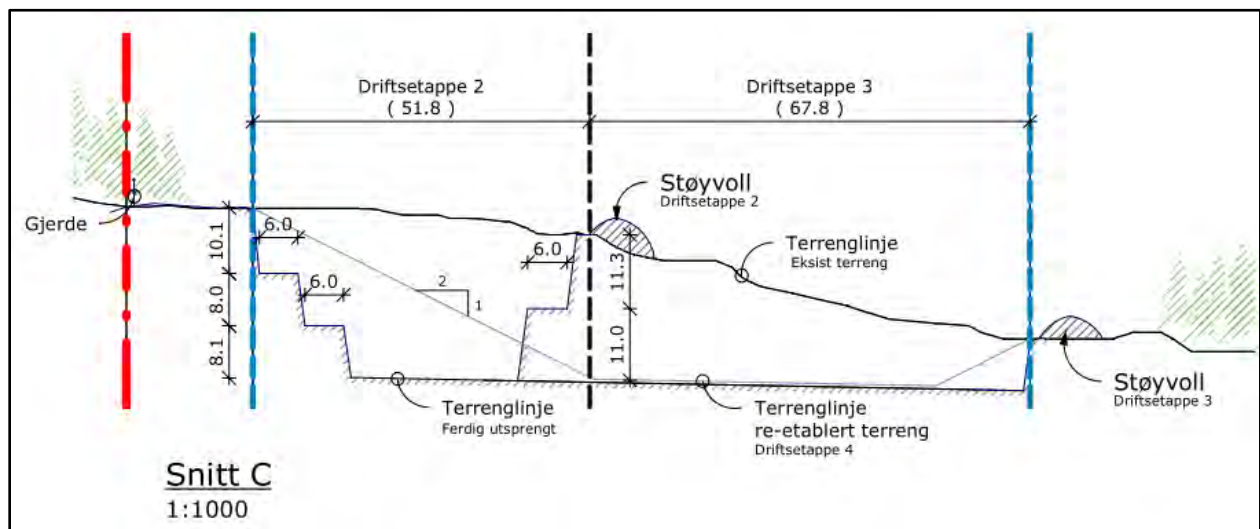 Driftsetappe 2
( 51.8 )
Driftsetappe 3
( 67.8 )
Støyvoll
Driftsetappe 2
Gjerde
10.1
8.0
8.1
6.0
6.0
2
1
6.0
11.3
11.0
Terrenglinje
Eksist terreng
Støyvoll
Driftsetappe 3
Terrenglinje
Ferdig utsprengt
Terrenglinje
re-etablert terreng
Driftsetappe 4
Snitt C
1:1000